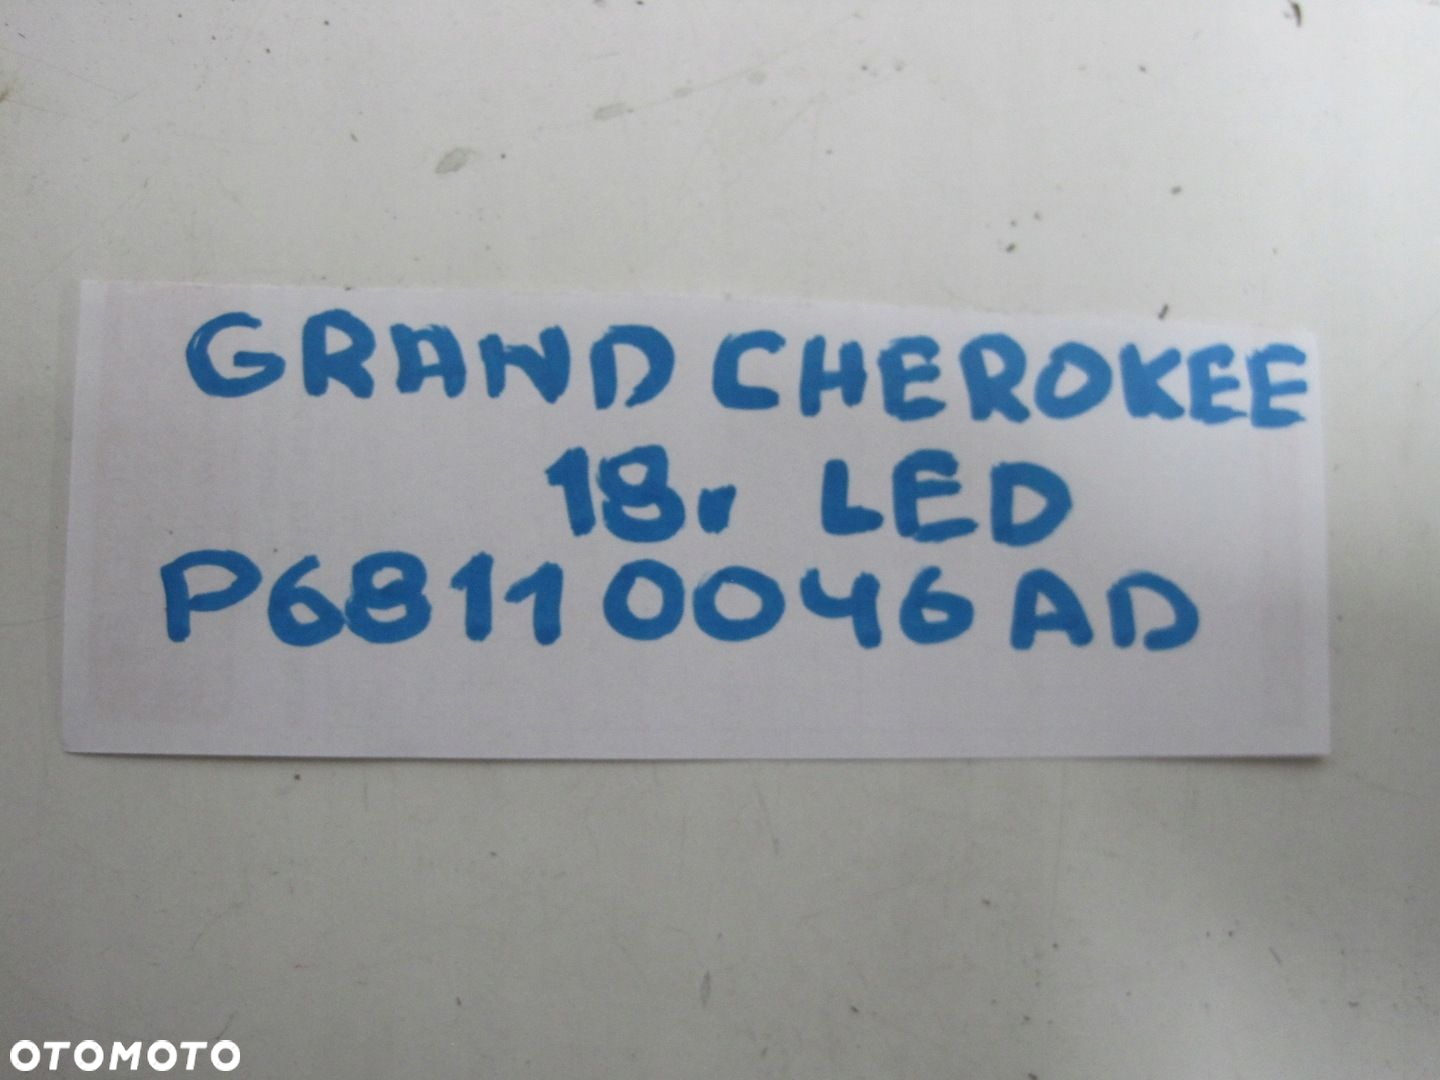 GRAND CHEROKEE
18r LED
P68110046AD
OTOMOTO